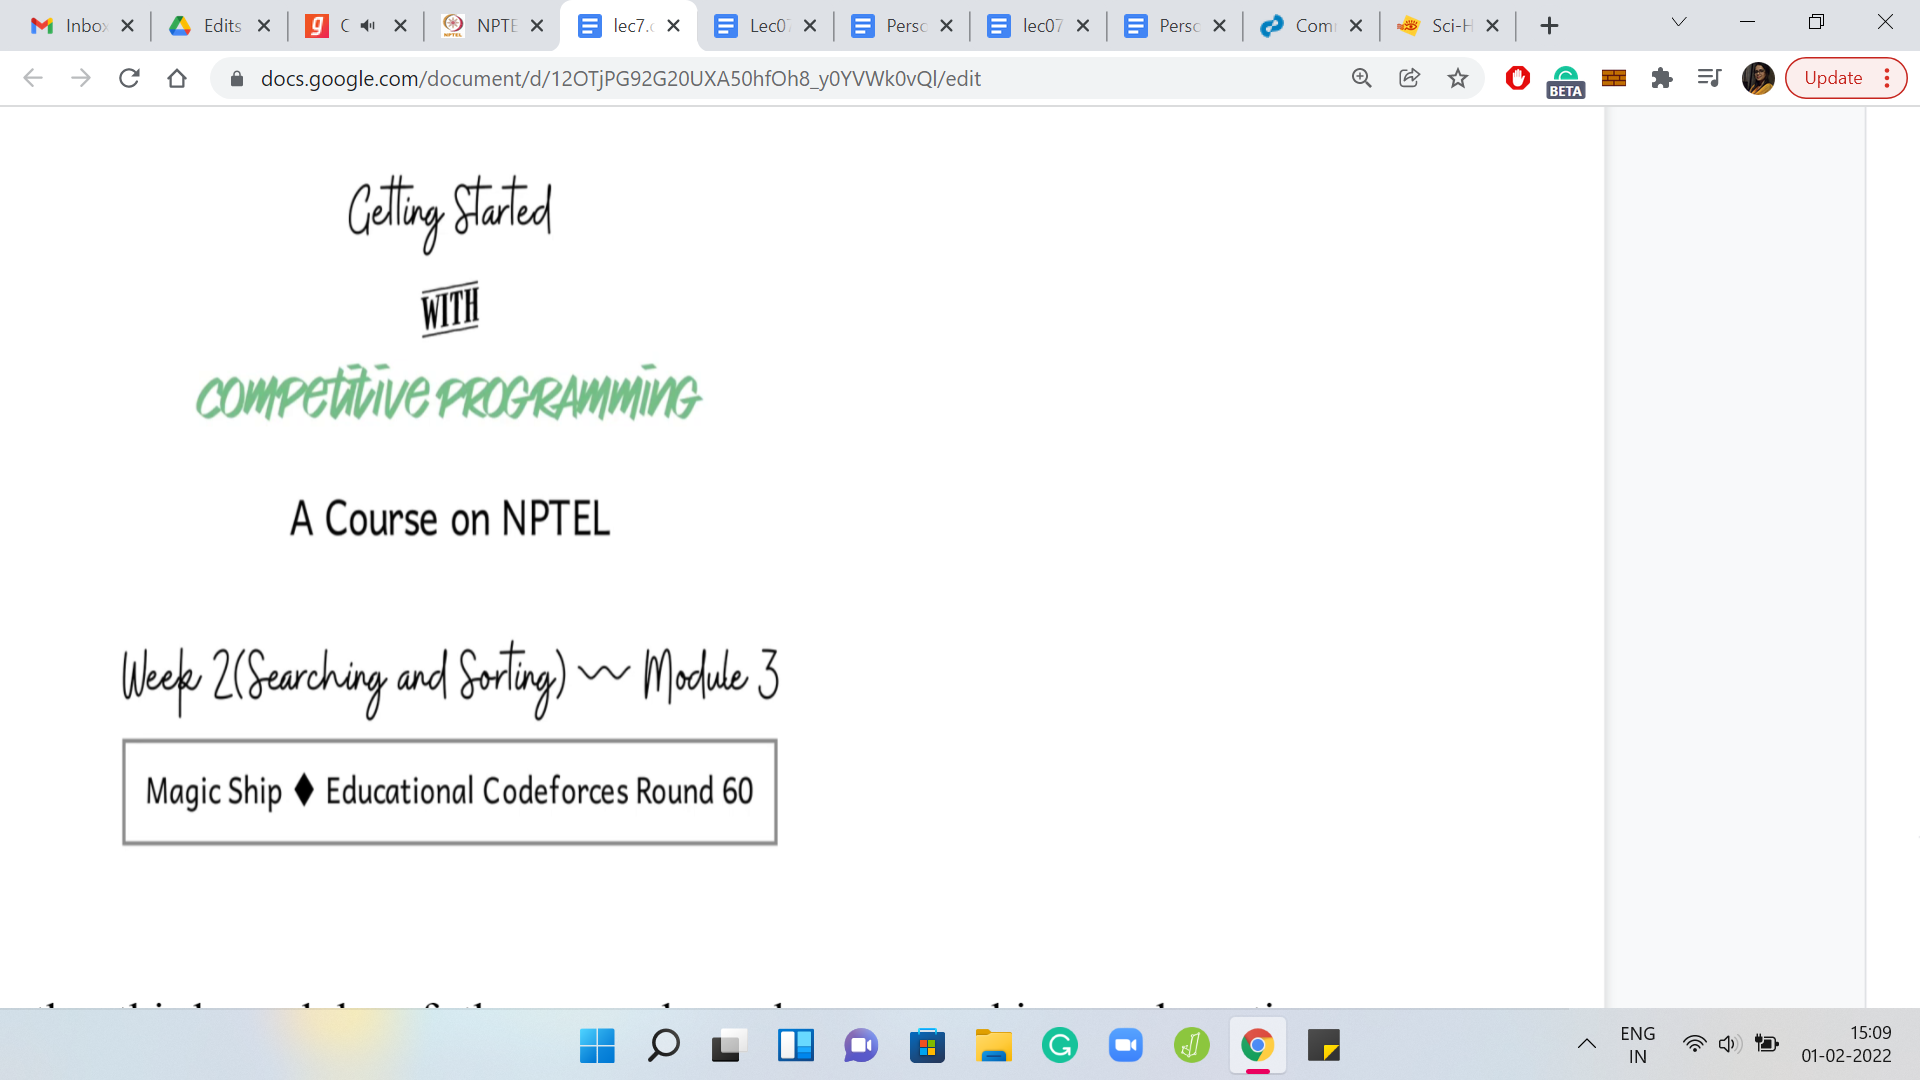 Inbox
Edits
C
NPTE
lec7.c
Lec07
Perso
lec07
Perso
Com
Sci-H
docs.google.com/document/d/12OTjPG92G20UXA50hfOh8_y0YVWk0vQl/edit
BETA
Update
Getting Started
WITH
COMPETITIVE PROGRAMMING
A Course on NPTEL
Week 2(Searching and Sorting) ~ Module 3
Magic Ship ♦ Educational Codeforces Round 60
ENG
IN
15:09
01-02-2022